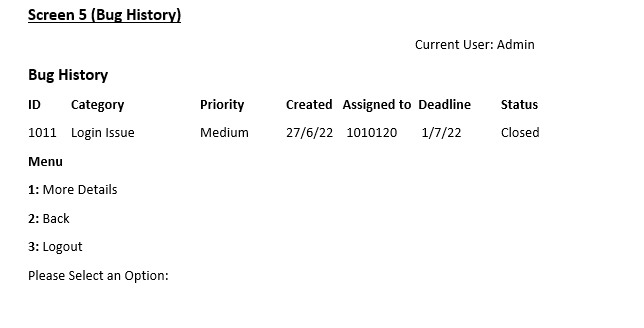 Screen 5 (Bug History)
Current User: Admin
Bug History
ID Category Priority Created Assigned to Deadline Status
1011 Login Issue Medium 27/6/22 1010120 1/7/22 Closed
Menu
1: More Details
2: Back
3: Logout
Please Select an Option: